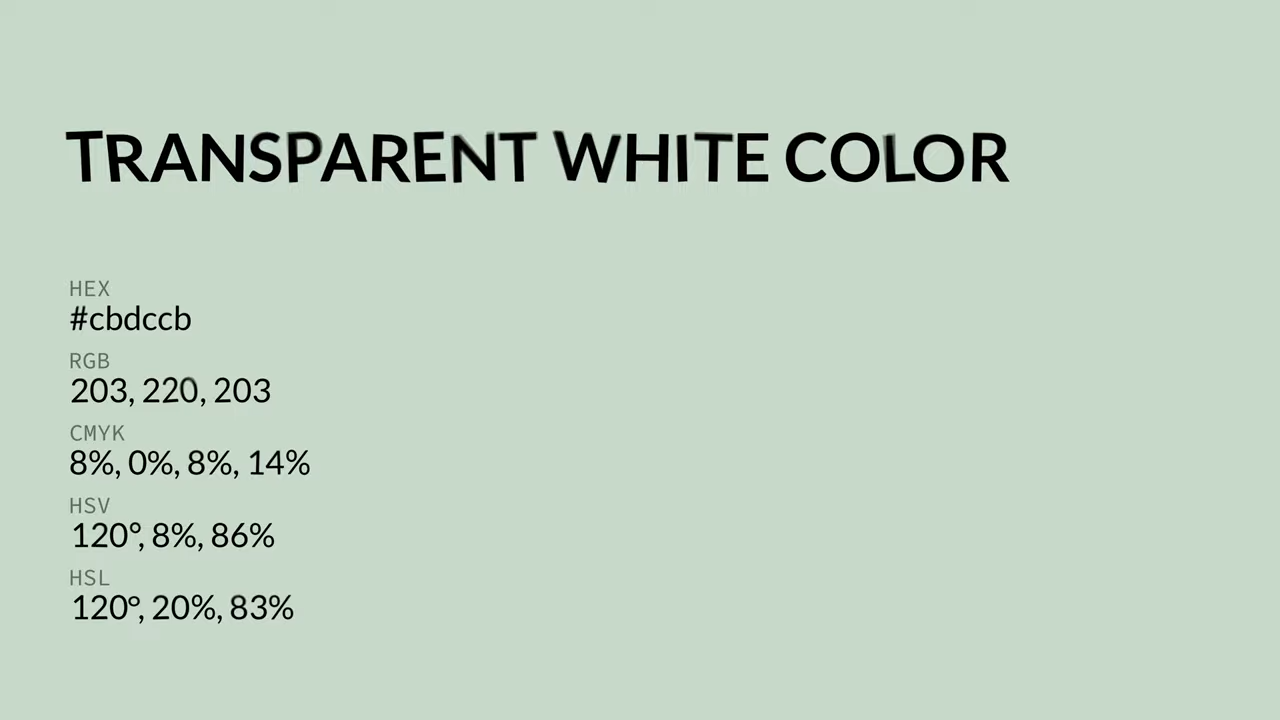 TRANSPARENT WHITE COLOR
HEX
#cbdccb
RGB
203, 220, 203
CMYK
8%, 0%, 8%, 14%
HSV
120°, 8%, 86%
HSL
120°, 20%, 83%